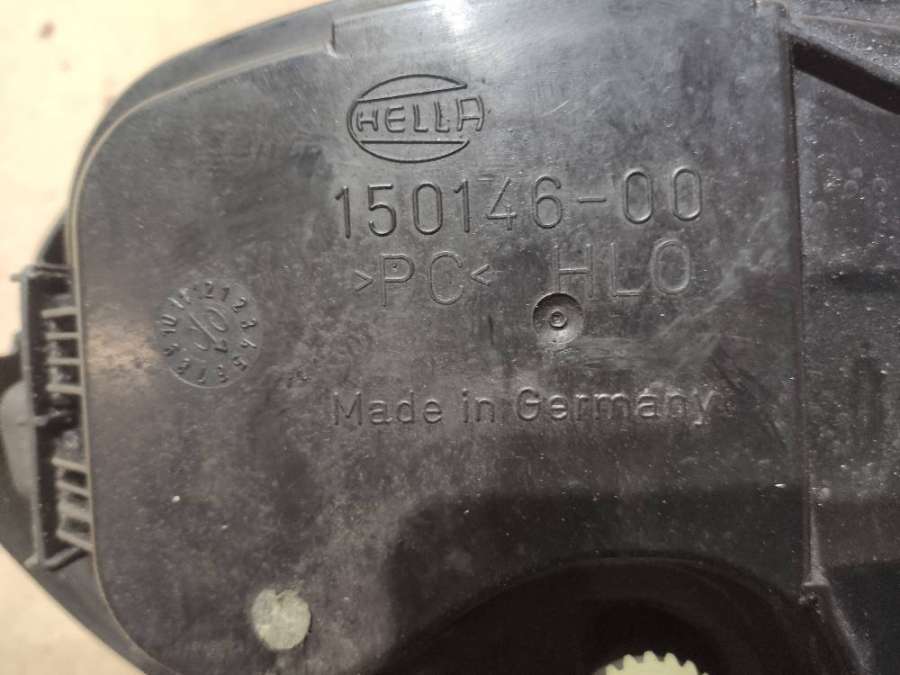 HELLA
150146-00
>PC< HLO
Made in Germany